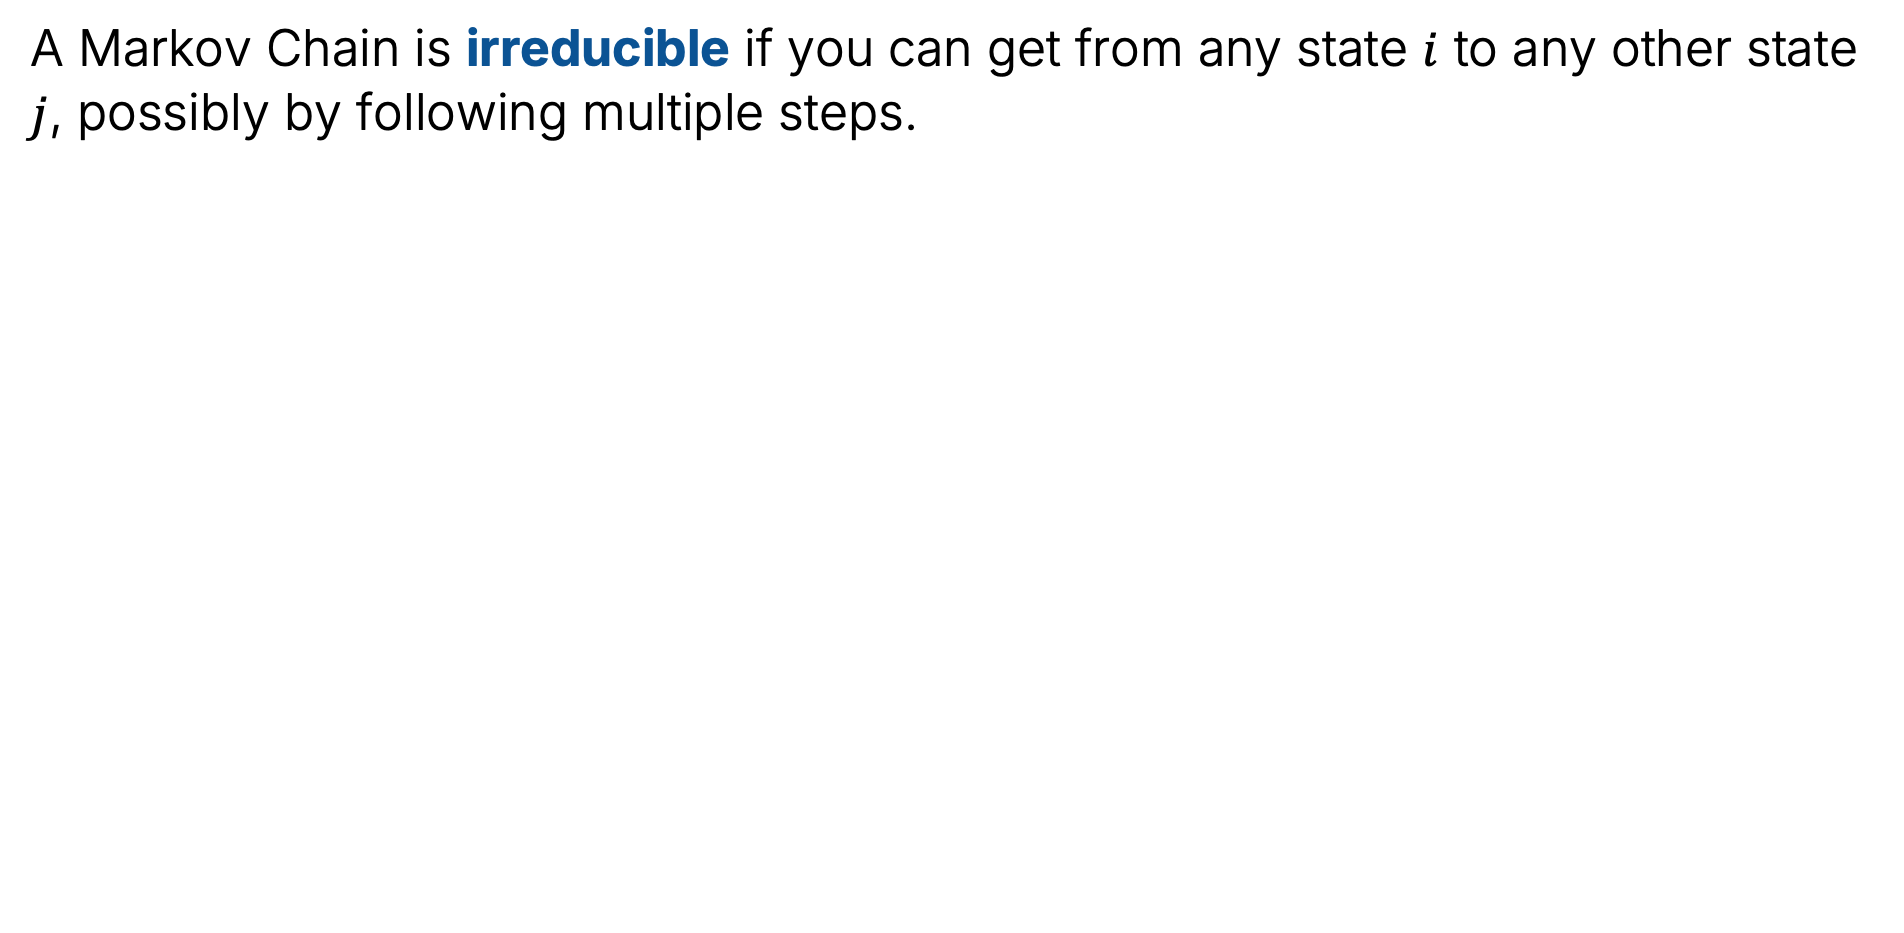 A Markov Chain is irreducible if you can get from any state i to any other state
j, possibly by following multiple steps.